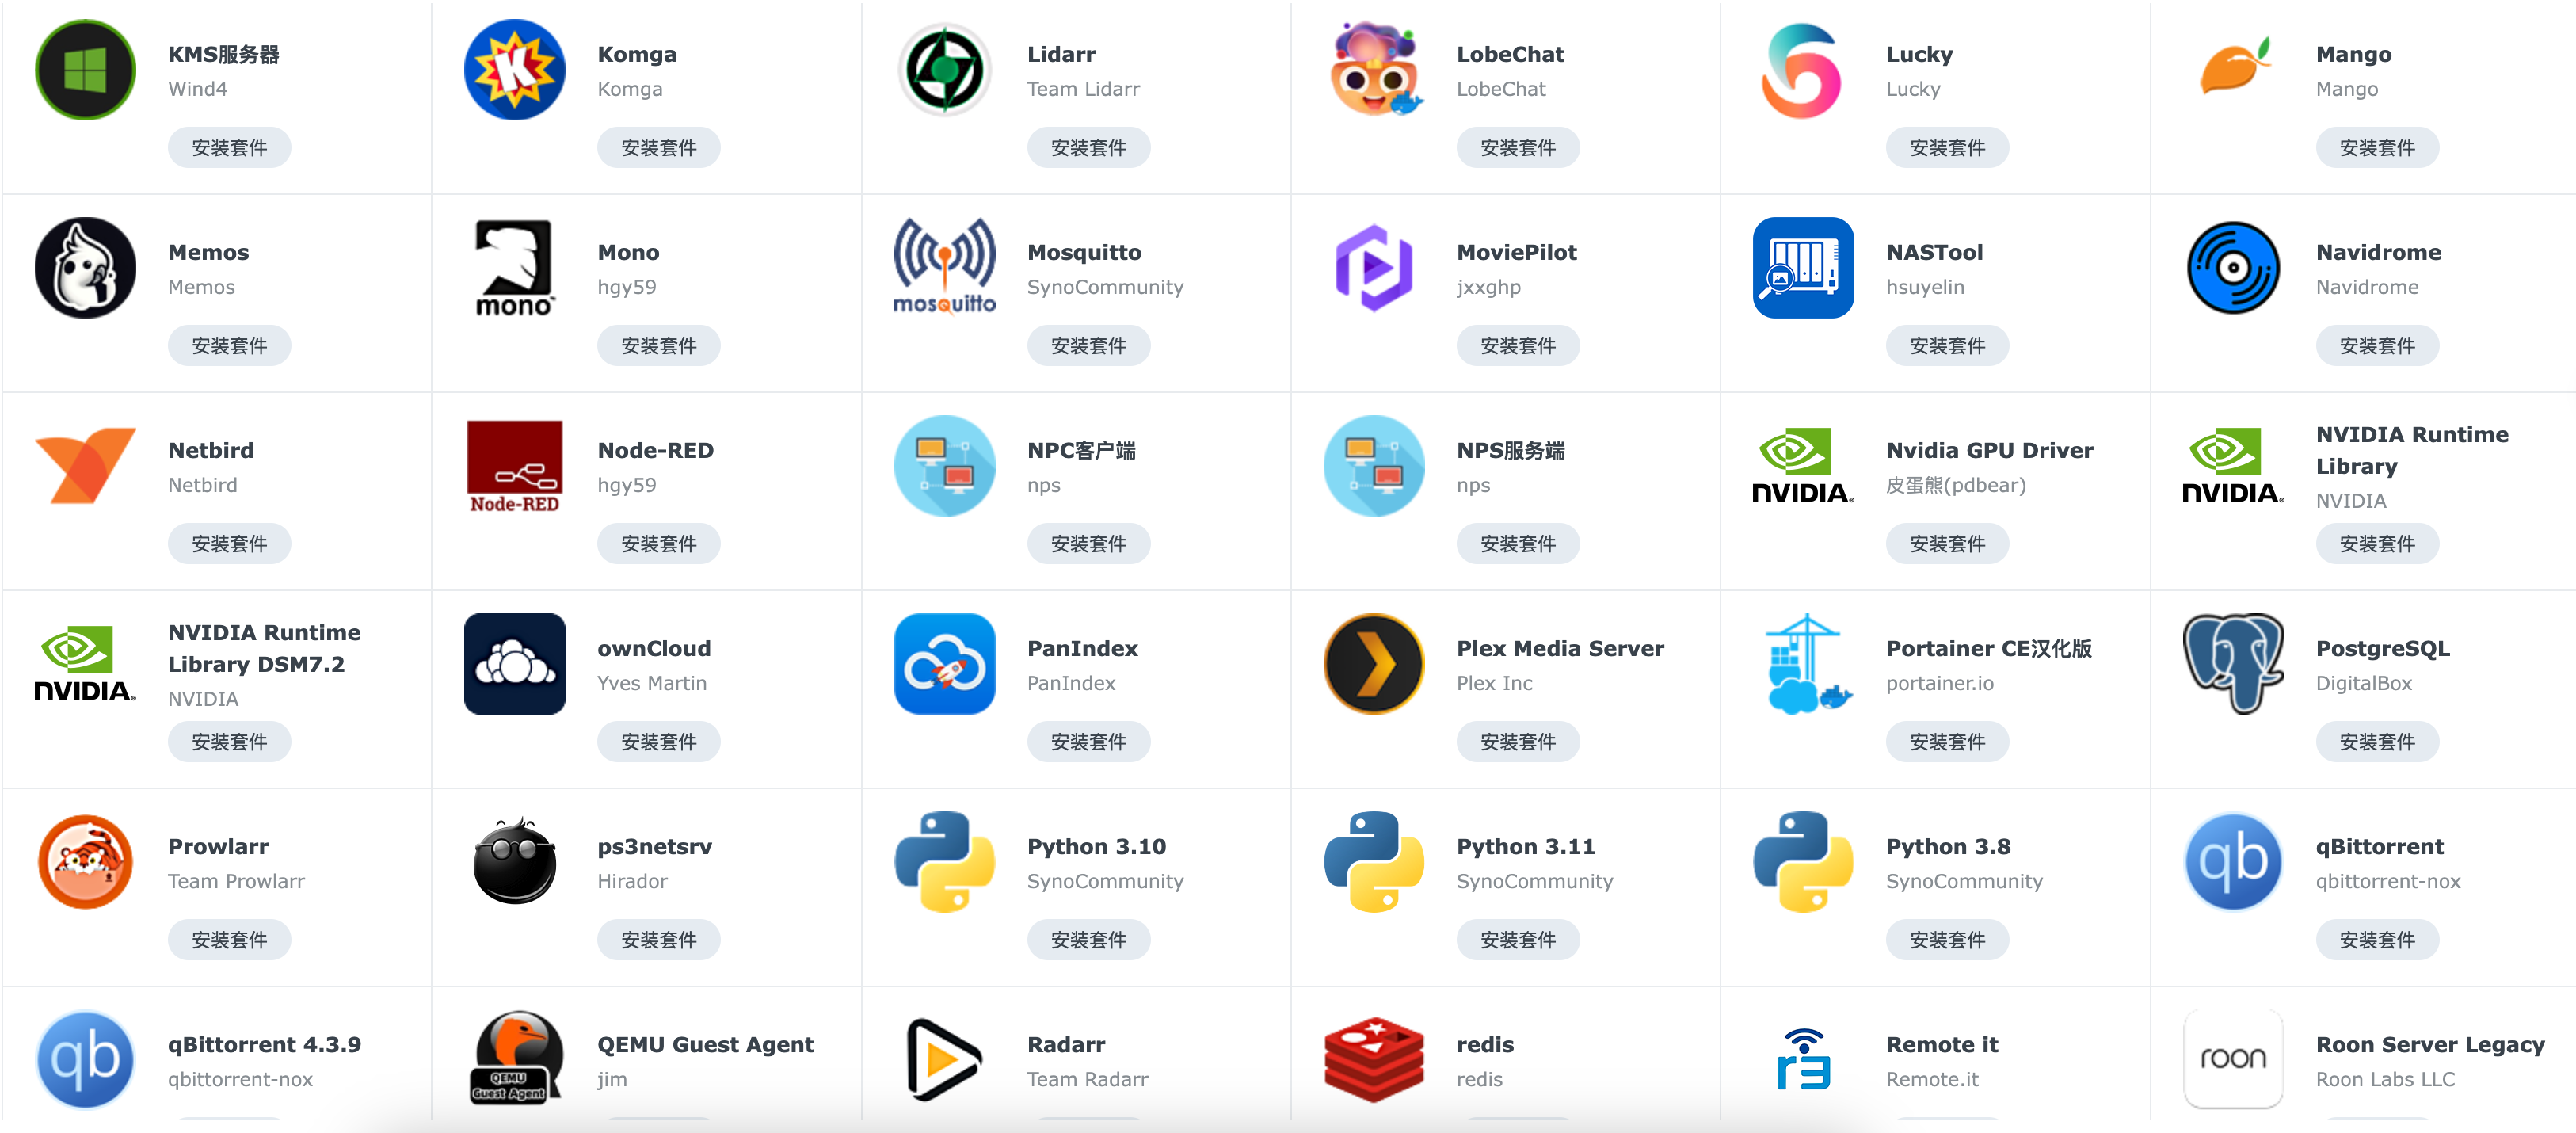 KMS服务器
Wind4
安装套件
Komga
Komga
安装套件
Lidarr
Team Lidarr
安装套件
LobeChat
LobeChat
安装套件
Lucky
Lucky
安装套件
Mango
Mango
安装套件
Memos
Memos
安装套件
mono™
Mono
hgy59
安装套件
mosquitto
Mosquitto
SynoCommunity
安装套件
MoviePilot
jxxghp
安装套件
NASTool
hsuyelin
安装套件
Navidrome
Navidrome
安装套件
Netbird
Netbird
安装套件
Node-RED
Node-RED
hgy59
安装套件
NPC客户端
nps
安装套件
NPS服务端
nps
安装套件
NVIDIA®
Nvidia GPU Driver
皮蛋熊(pdbear)
安装套件
NVIDIA®
NVIDIA Runtime
Library
NVIDIA
安装套件
NVIDIA®
NVIDIA Runtime
Library DSM7.2
NVIDIA
安装套件
ownCloud
Yves Martin
安装套件
PanIndex
PanIndex
安装套件
Plex Media Server
Plex Inc
安装套件
Portainer CE汉化版
portainer.io
安装套件
PostgreSQL
DigitalBox
安装套件
Prowlarr
Team Prowlarr
安装套件
ps3netsrv
Hirador
安装套件
Python 3.10
SynoCommunity
安装套件
Python 3.11
SynoCommunity
安装套件
Python 3.8
SynoCommunity
安装套件
qb
qBittorrent
qbittorrent-nox
安装套件
qb
qBittorrent 4.3.9
qbittorrent-nox
QEMU
Guest Agent
QEMU Guest Agent
jim
Radarr
Team Radarr
redis
redis
r3
Remote it
Remote.it
roon
Roon Server Legacy
Roon Labs LLC